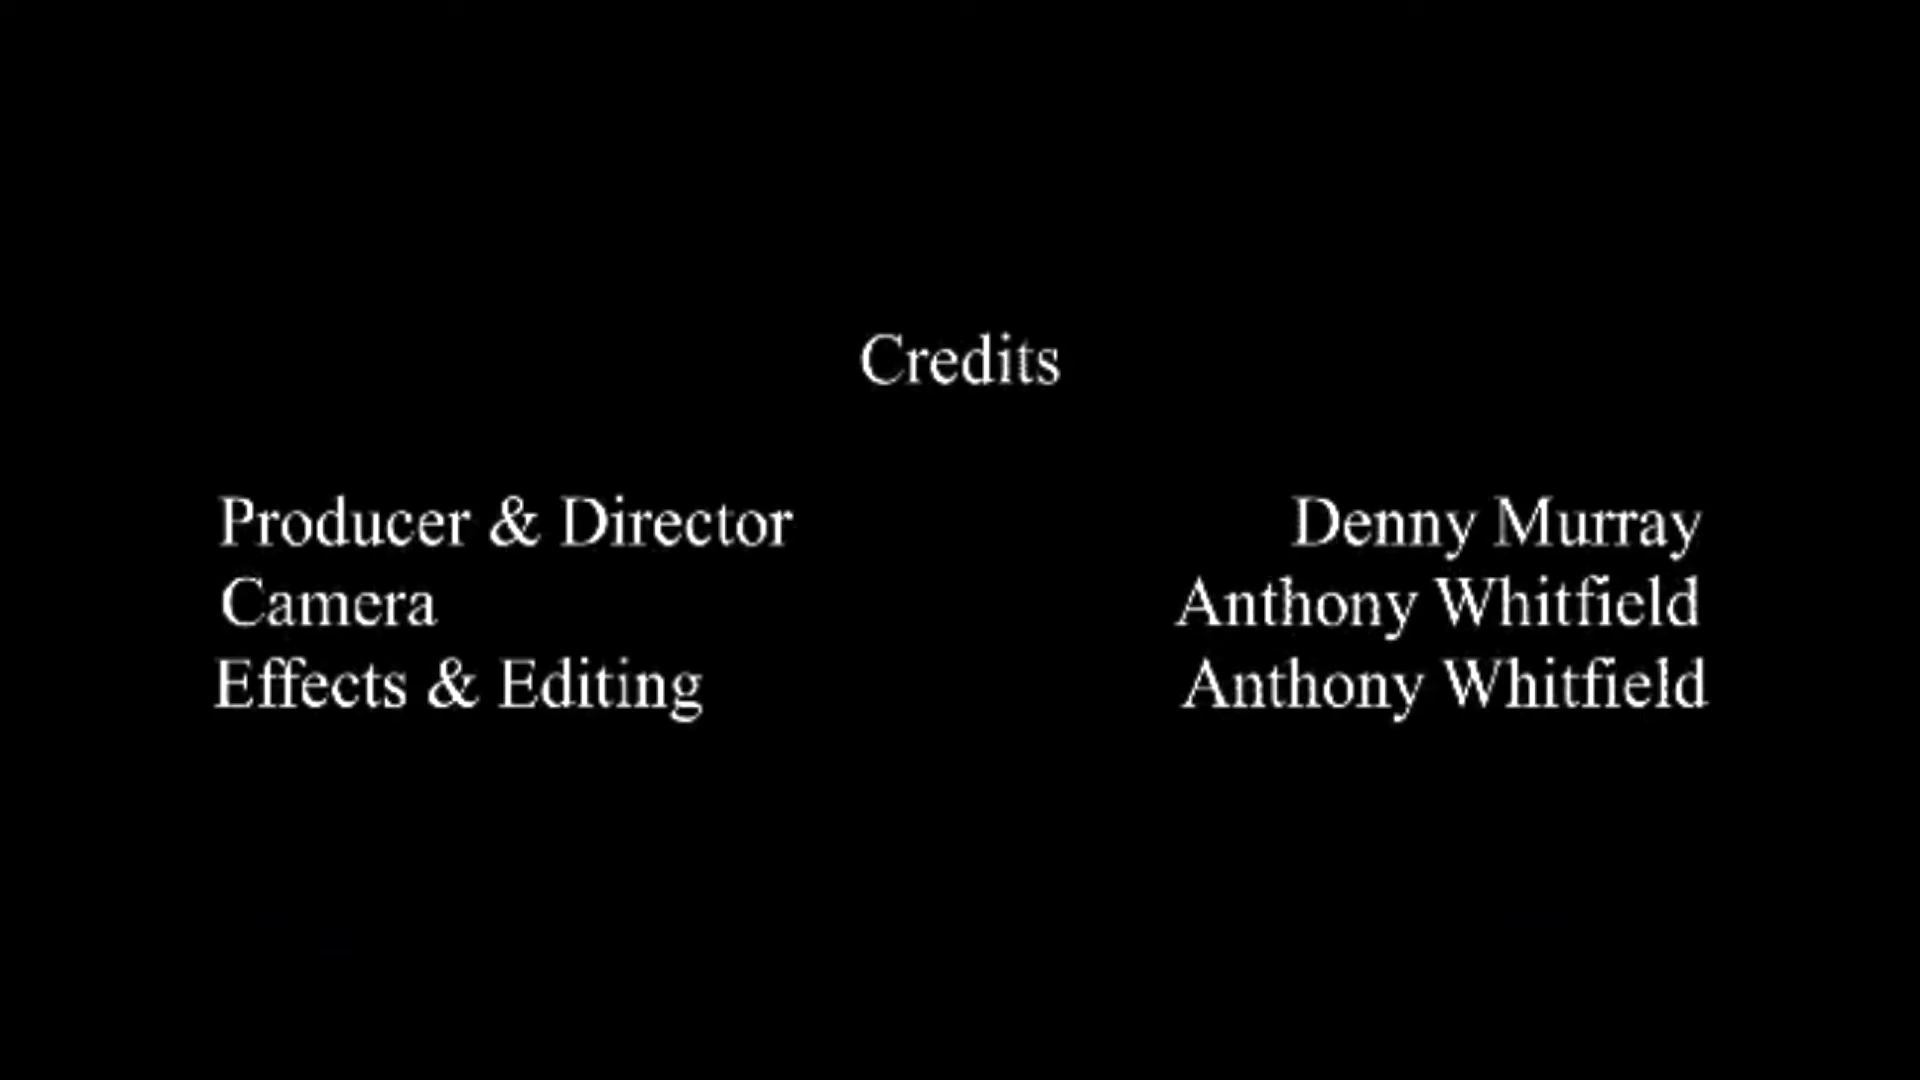 Credits
Producer & Director Denny Murray
Camera Anthony Whitfield
Effects & Editing Anthony Whitfield